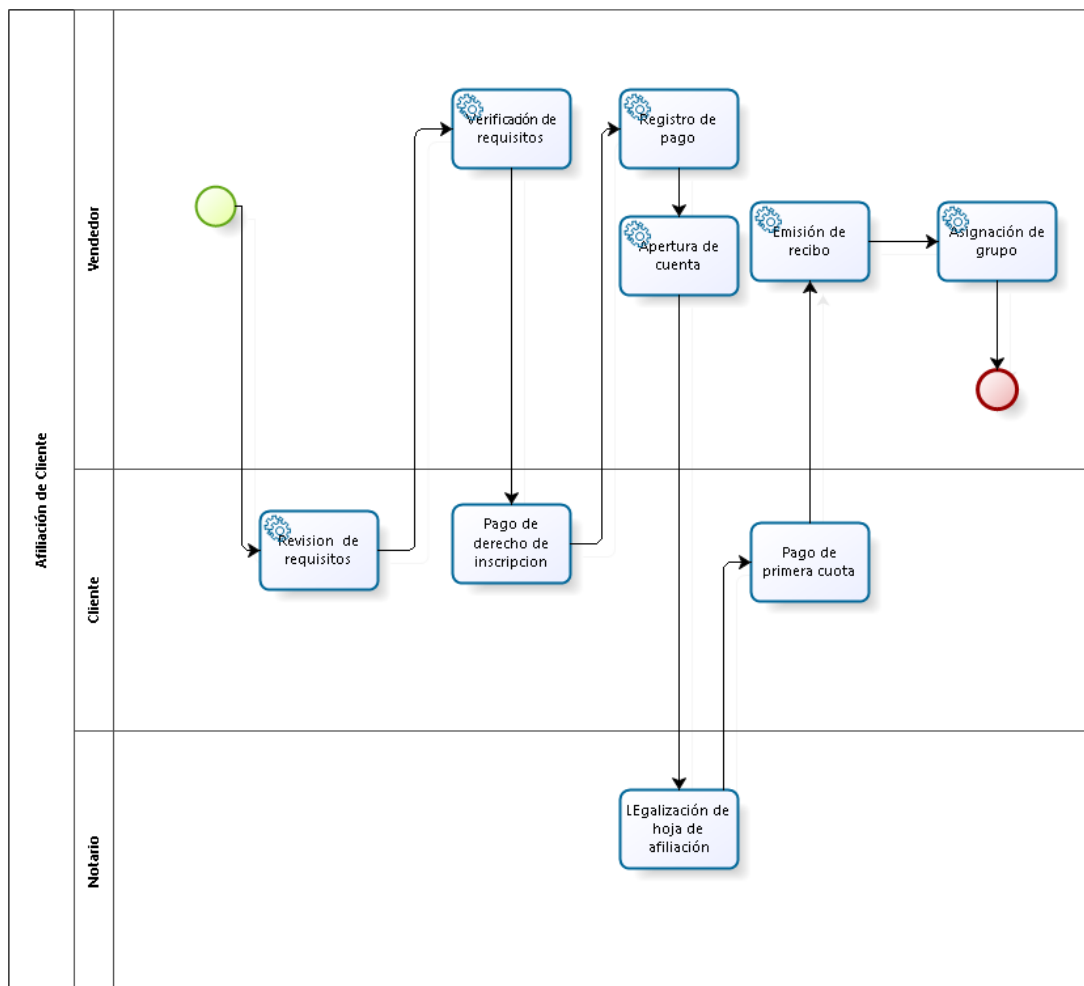 Afiliación de Cliente
Vendedor
Verificación de
requisitos
Registro de
pago
Apertura de
cuenta
Emisión de
recibo
Asignación de
grupo
Cliente
Revision de
requisitos
Pago de
derecho de
inscripcion
Pago de
primera cuota
Notario
LEgalización de
hoja de
afiliación